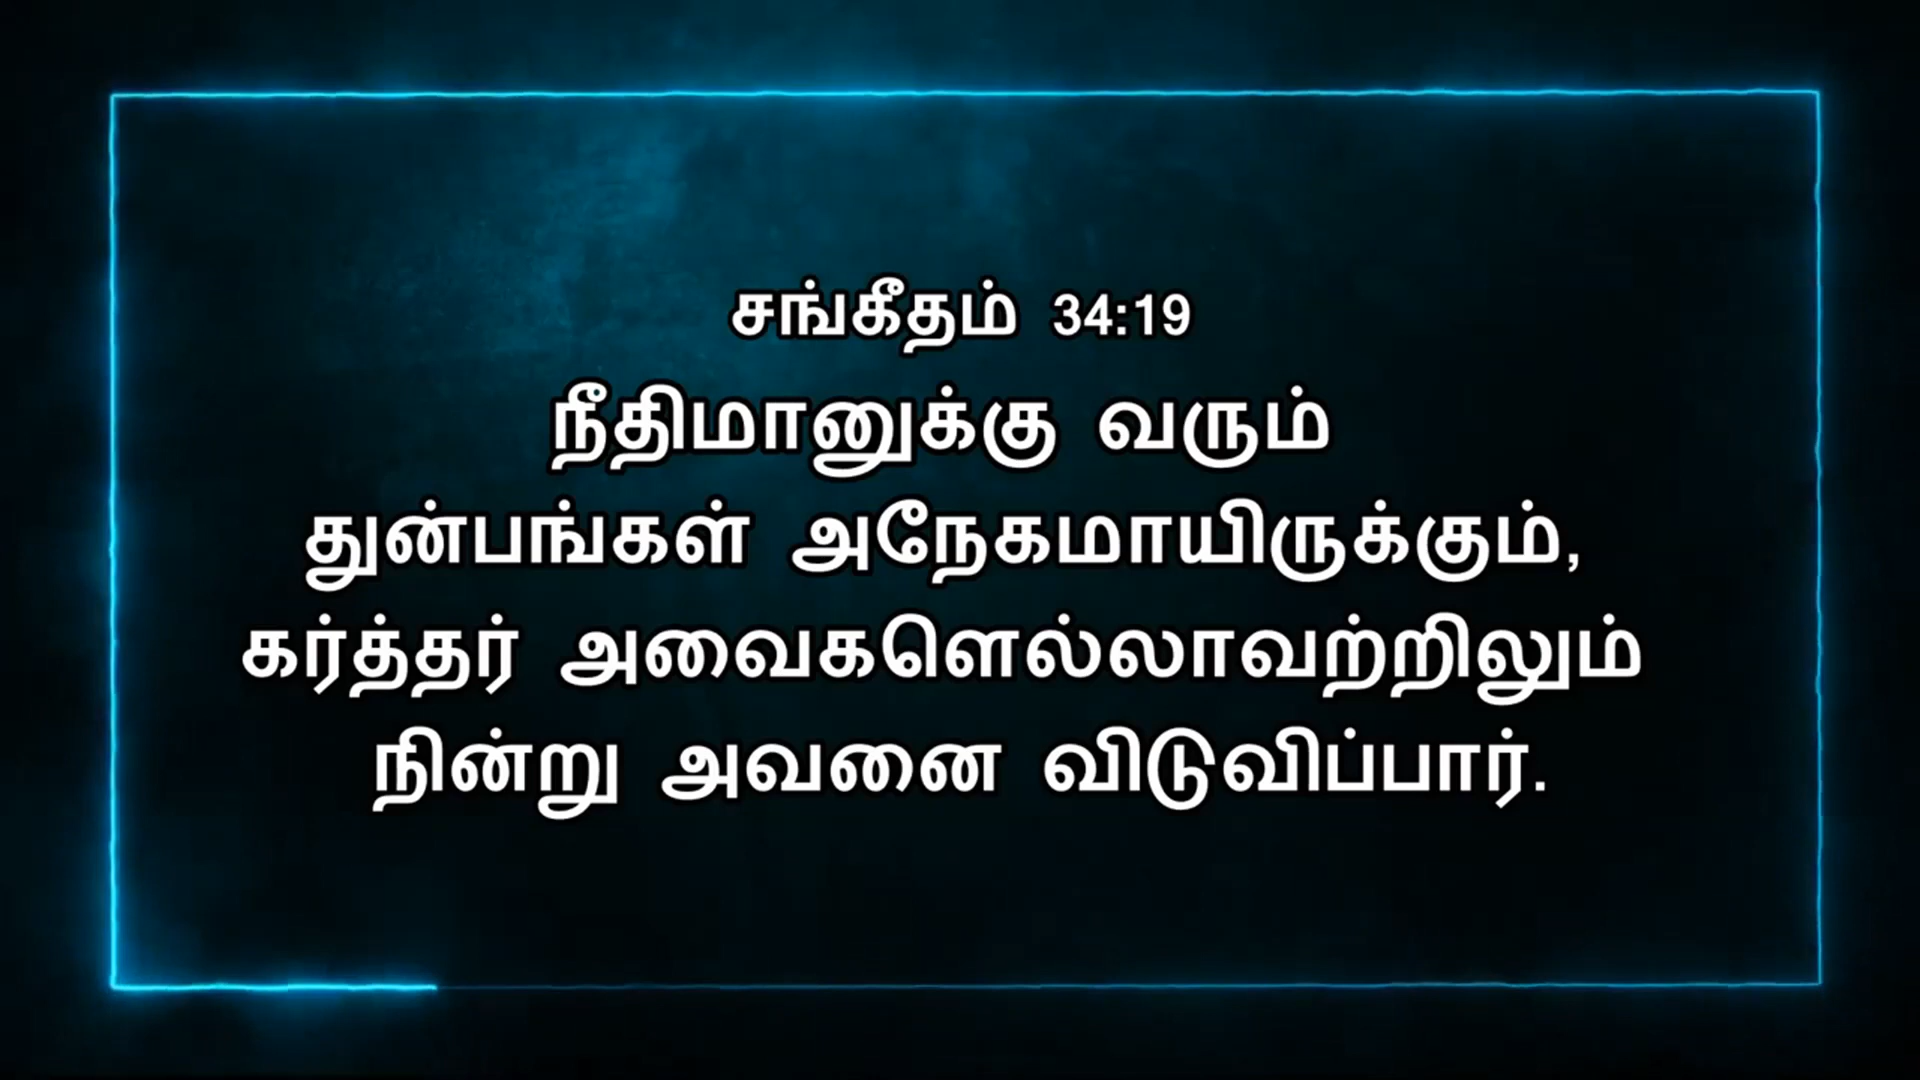 சங்கீதம் 34:19
நீதிமானுக்கு வரும்
துன்பங்கள் அநேகமாயிருக்கும்,
கர்த்தர் அவைகளெல்லாவற்றிலும்
நின்று அவனை விடுவிப்பார்.